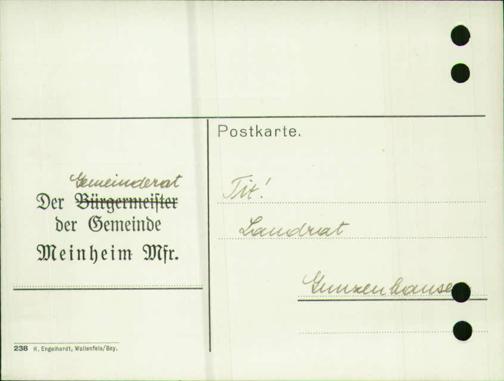 Postkarte.
Gemeinderat
Der Bürgermeister
der Gemeinde
Meinheim Mfr.
Tit!
Landrat
Gunzenhausen
238 K. Engelhardt, Wallenfels/Bay.